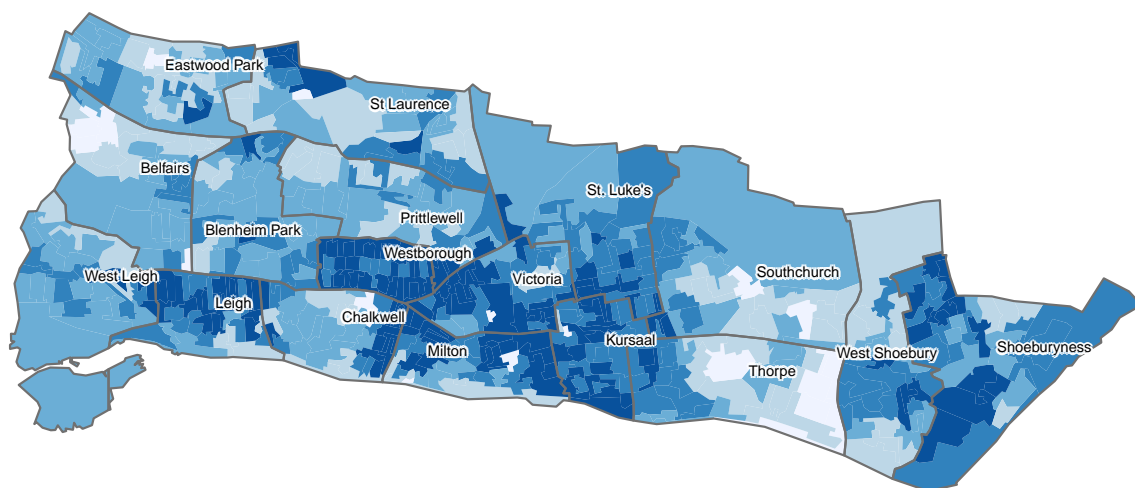 Eastwood Park
St Laurence
Belfairs
St. Luke's
Prittlewell
Blenheim Park
Westborough
West Leigh
Victoria
Southchurch
Leigh
Chalkwell
Kursaal
Milton
West Shoebury
Shoeburyness
Thorpe